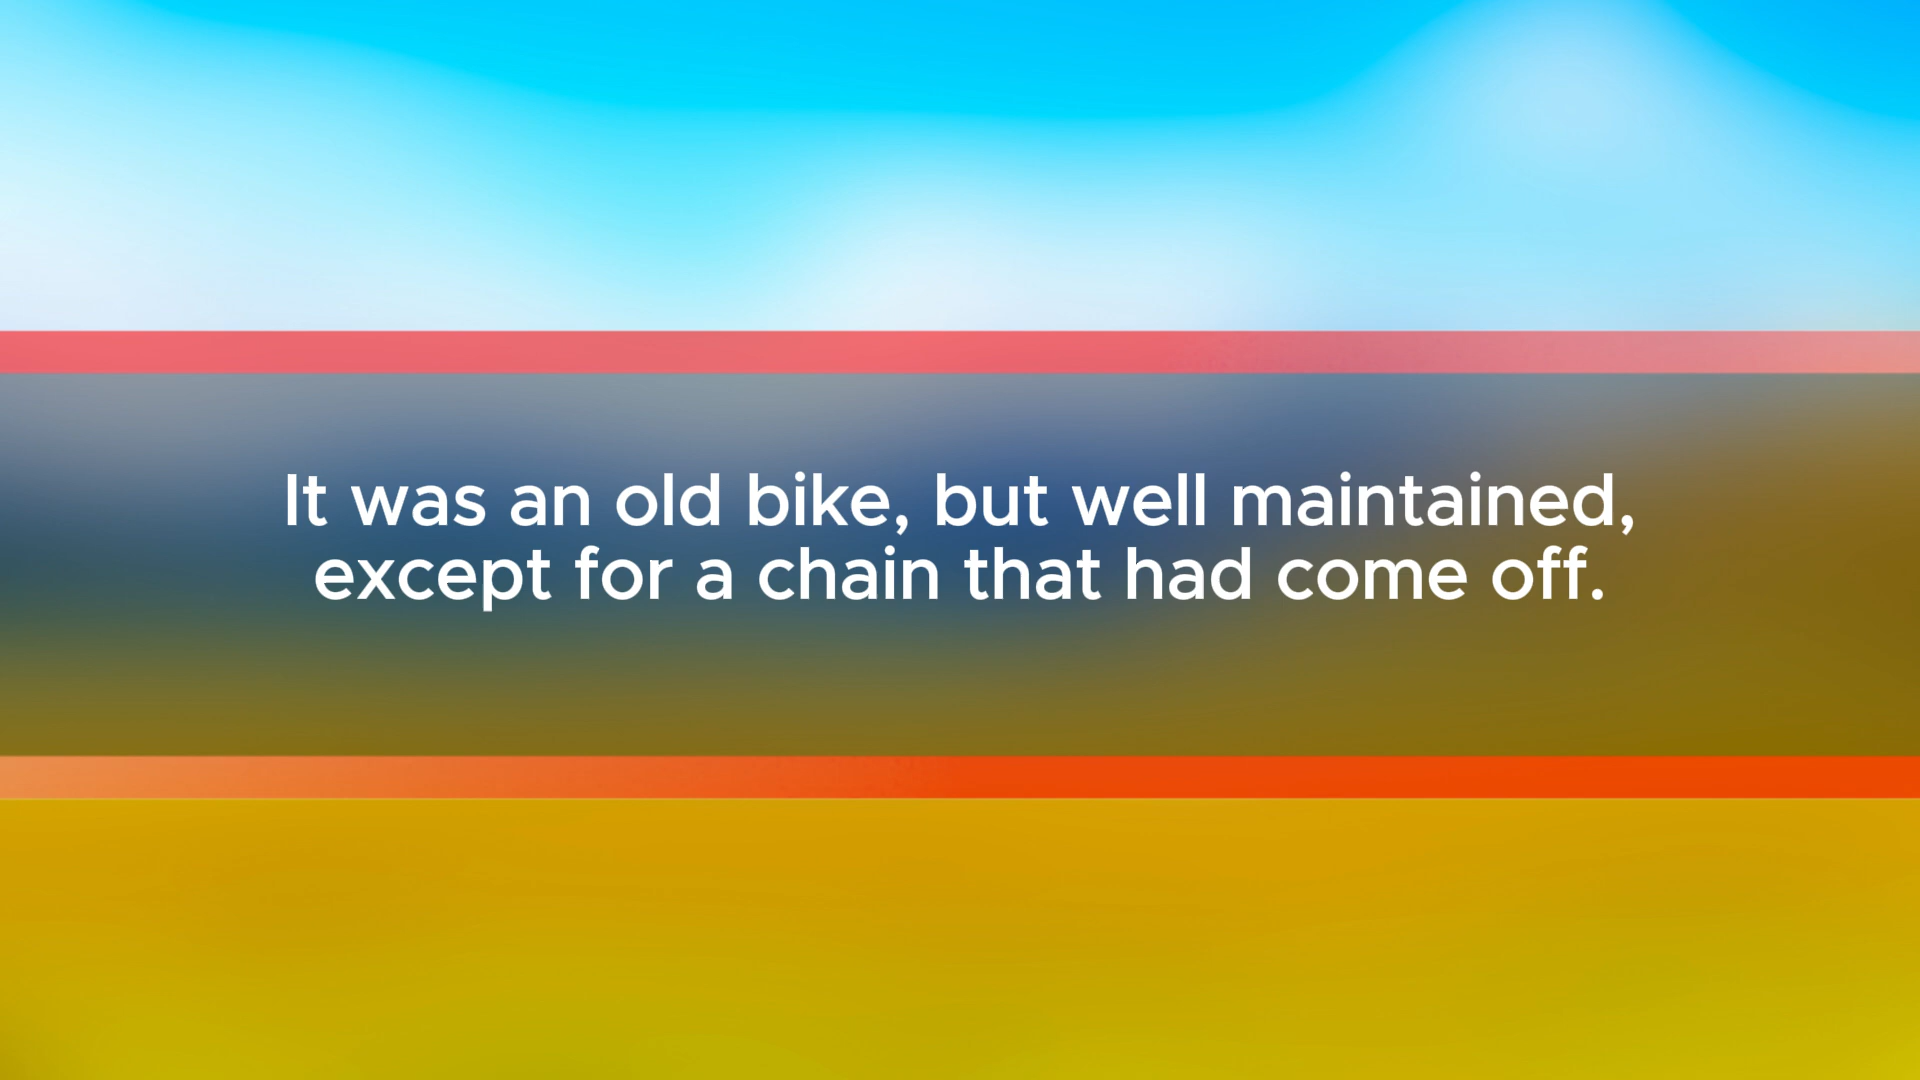 It was an old bike, but well maintained,
except for a chain that had come off.